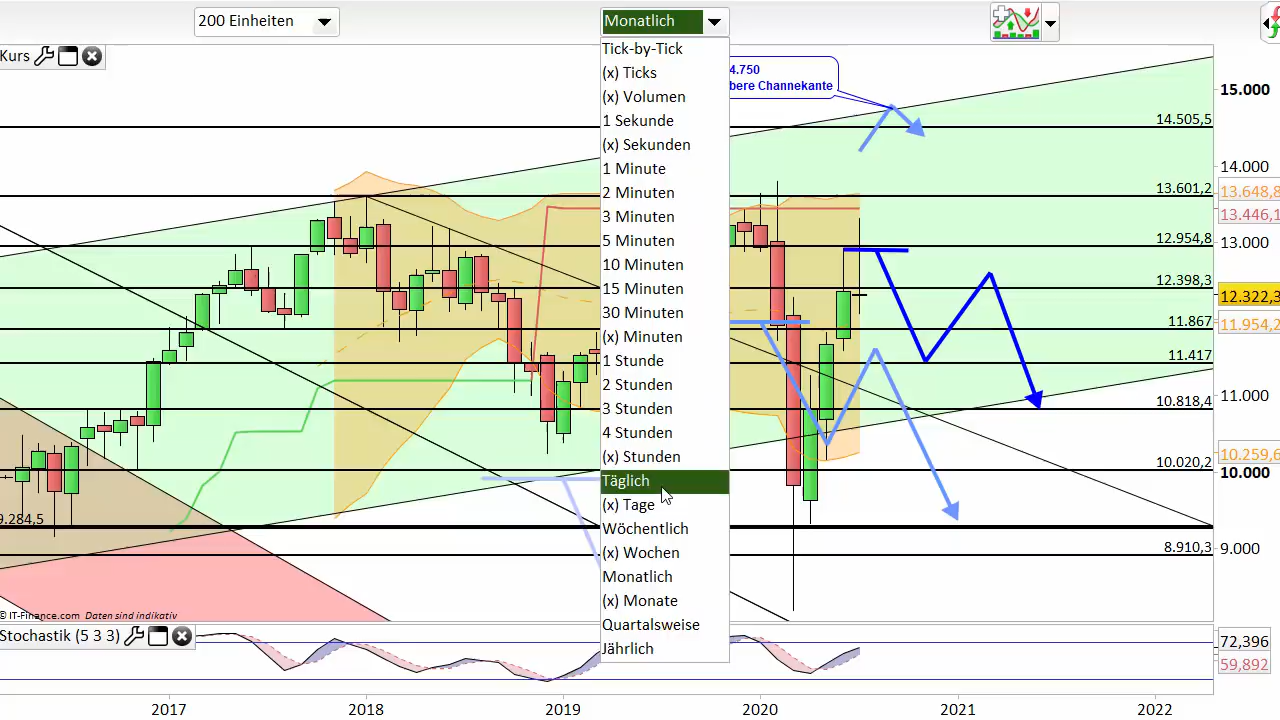 200 Einheiten
Monatlich
Kurs
Tick-by-Tick
(x) Ticks
(x) Volumen
1 Sekunde
(x) Sekunden
1 Minute
2 Minuten
3 Minuten
5 Minuten
10 Minuten
15 Minuten
30 Minuten
(x) Minuten
1 Stunde
2 Stunden
3 Stunden
4 Stunden
(x) Stunden
Täglich
(x) Tage
Wöchentlich
(x) Wochen
Monatlich
(x) Monate
Quartalsweise
Jährlich
4.750
bere Channekante
15.000
14.505,5
14.000
13.601,2
13.648,8
13.446,1
12.954,8
13.000
12.398,3
12.322,3
11.867
11.954,2
11.417
11.000
10.818,4
10.259,6
10.020,2
10.000
9.284,5
8.910,3
9.000
© IT-Finance.com Daten sind indikativ
Stochastik (5 3 3)
72,396
59,892
2017
2018
2019
2020
2021
2022